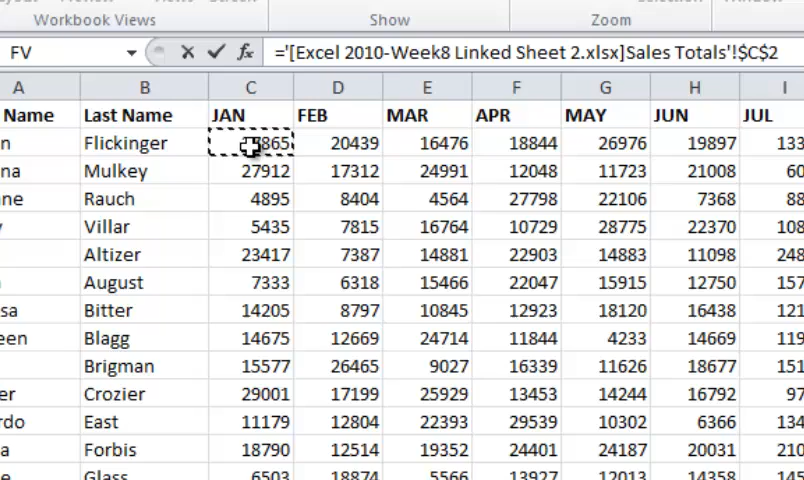 Workbook Views Show Zoom
FV ='[Excel 2010-Week8 Linked Sheet 2.xlsx]Sales Totals'!$C$2
A B C D E F G H I
Name Last Name JAN FEB MAR APR MAY JUN JUL
n Flickinger 865 20439 16476 18844 26976 19897 133
na Mulkey 27912 17312 24991 12048 11723 21008 60
ne Rauch 4895 8404 4564 27798 22106 7368 88
y Villar 5435 7815 16764 10729 28775 22370 108
Altizer 23417 7387 14881 22903 14883 11098 248
August 7333 6318 15466 22047 15915 12750 157
sa Bitter 14205 8797 10845 12923 18120 16438 121
een Blagg 14675 12669 24714 11844 4233 14669 119
Brigman 15577 26465 9027 16339 11626 18677 151
er Crozier 29001 17199 25929 13453 14244 16792 97
rdo East 11179 12804 22393 29539 10302 6366 134
a Forbis 18790 12514 19352 24401 24187 20031 210
e Glass 6503 18874 5566 13927 12013 14358 145